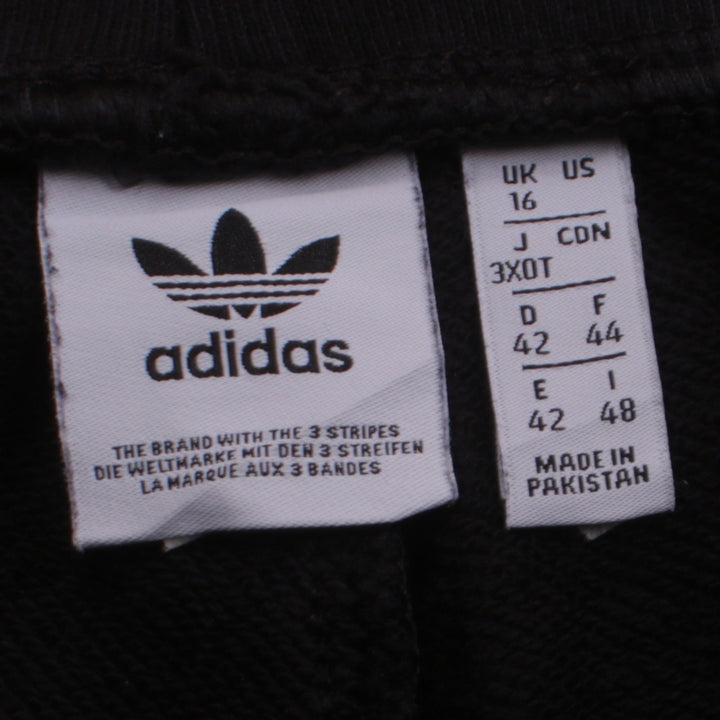 adidas
THE BRAND WITH THE 3 STRIPES
DIE WELTMARKE MIT DEN 3 STREIFEN
LA MARQUE AUX 3 BANDES
UK US
16
J CDN
3XOT
D F
42 44
E I
42 48
MADE IN
PAKISTAN